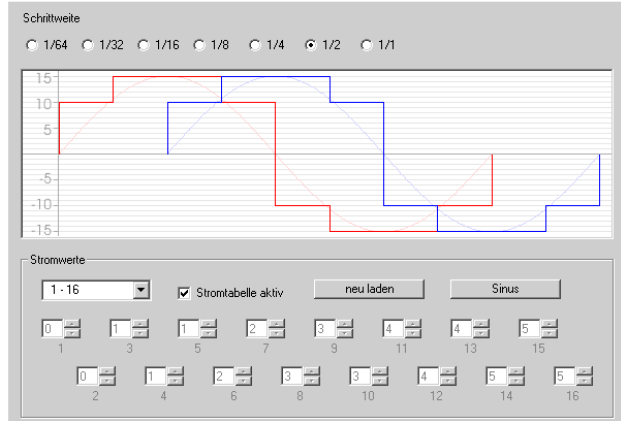 Schrittweite
1/64 1/32 1/16 1/8 1/4 1/2 1/1
15
10
5
-5
-10
-15
Stromwerte
1 - 16 Stromtabelle aktiv neu laden Sinus
0 1 1 2 3 4 4 5
1 3 5 7 9 11 13 15
0 1 2 3 3 4 5 5
2 4 6 8 10 12 14 16